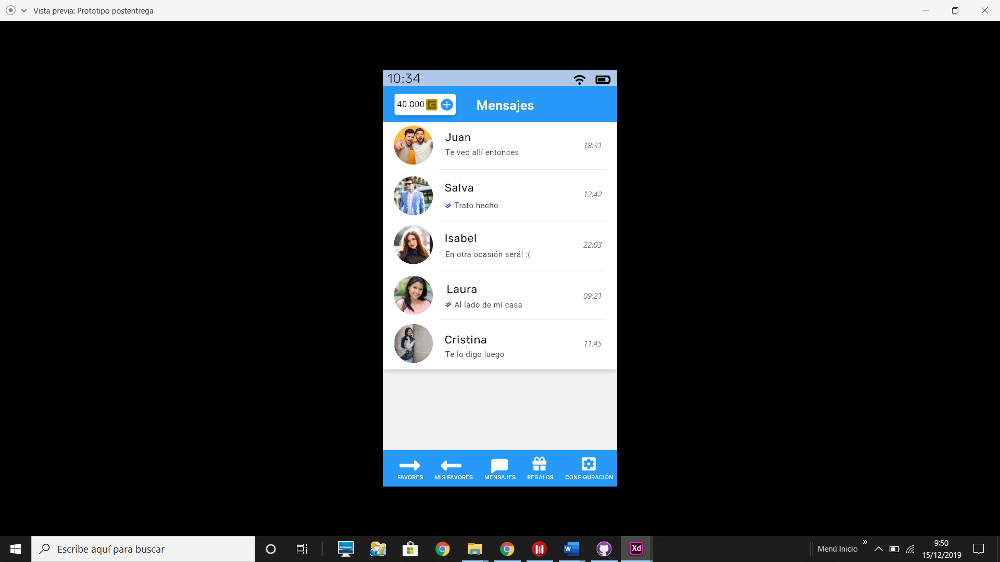 Vista previa: Prototipo postentrega
10:34
40.000 G
Mensajes
Juan
Te veo allí entonces
18:31
Salva
Trato hecho
12:42
Isabel
En otra ocasión será! :(
22:03
Laura
Al lado de mi casa
09:21
Cristina
Te lo digo luego
11:45
FAVORES
MIS FAVORES
MENSAJES
REGALOS
CONFIGURACIÓN
Escribe aquí para buscar
W
Xd
Menú Inicio
9:50
15/12/2019